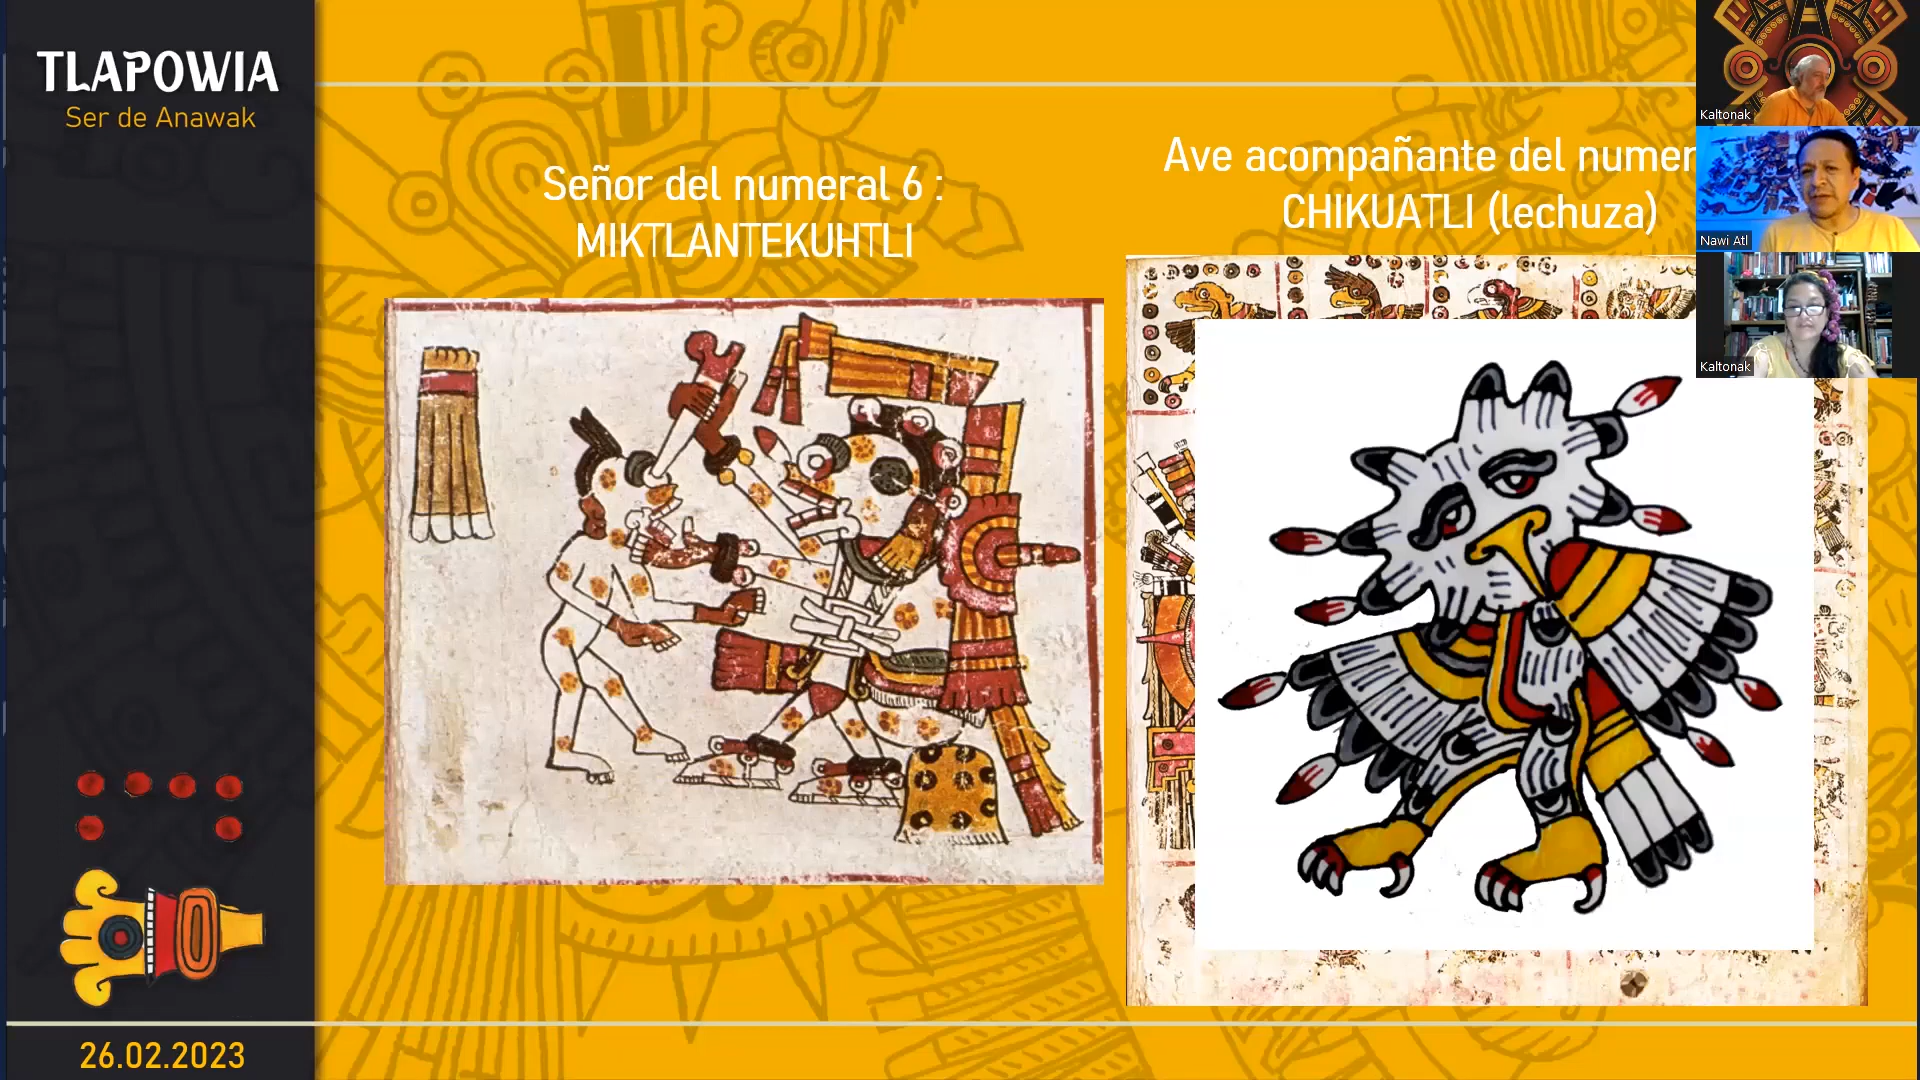 TLAPOWIA
Ser de Anawak
Señor del numeral 6 :
MIKTLANTEKUHTLI
Ave acompañante del numer
CHIKUATLI (lechuza)
Kaltonak
Nawi Atl
Kaltonak
26.02.2023